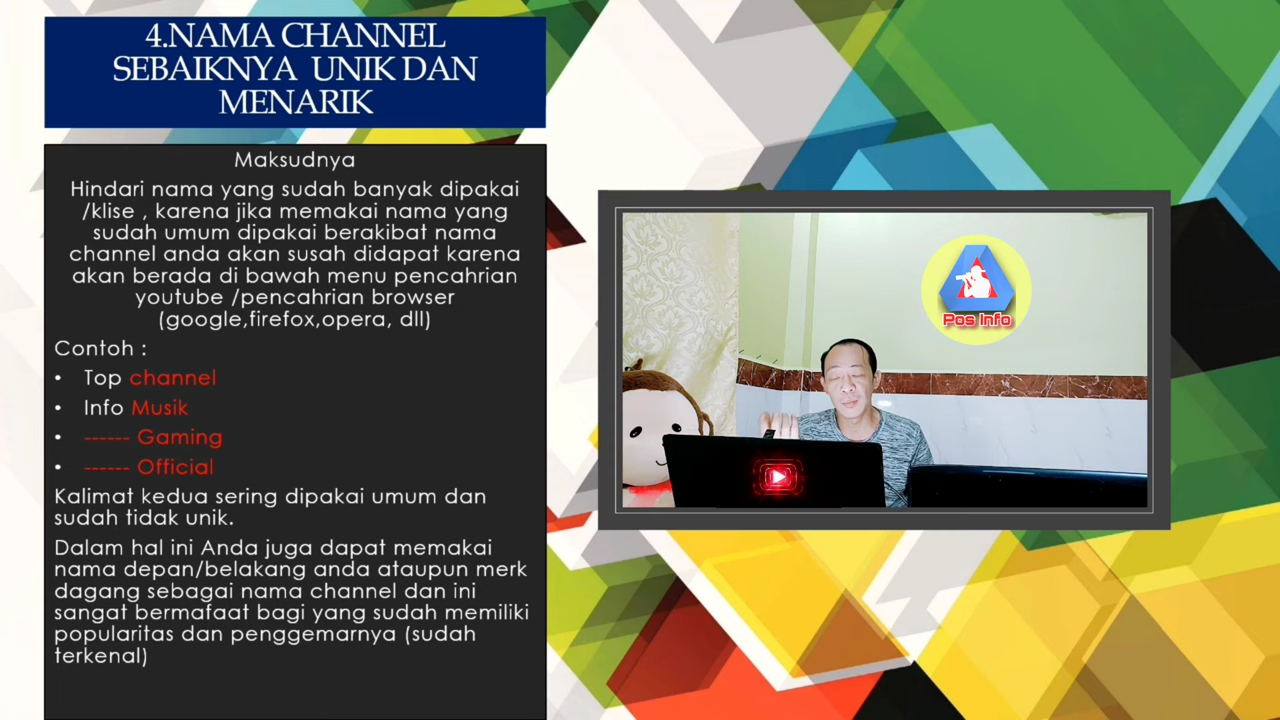 4.NAMA CHANNEL
SEBAIKNYA UNIK DAN
MENARIK
Maksudnya
Hindari nama yang sudah banyak dipakai
/klise , karena jika memakai nama yang
sudah umum dipakai berakibat nama
channel anda akan susah didapat karena
akan berada di bawah menu pencahrian
youtube /pencahrian browser
(google,firefox,opera, dll)
Contoh :
• Top channel
• Info Musik
• ------ Gaming
• ------ Official
Kalimat kedua sering dipakai umum dan
sudah tidak unik.
Dalam hal ini Anda juga dapat memakai
nama depan/belakang anda ataupun merk
dagang sebagai nama channel dan ini
sangat bermafaat bagi yang sudah memiliki
popularitas dan penggemarnya (sudah
terkenal)
Pos Info